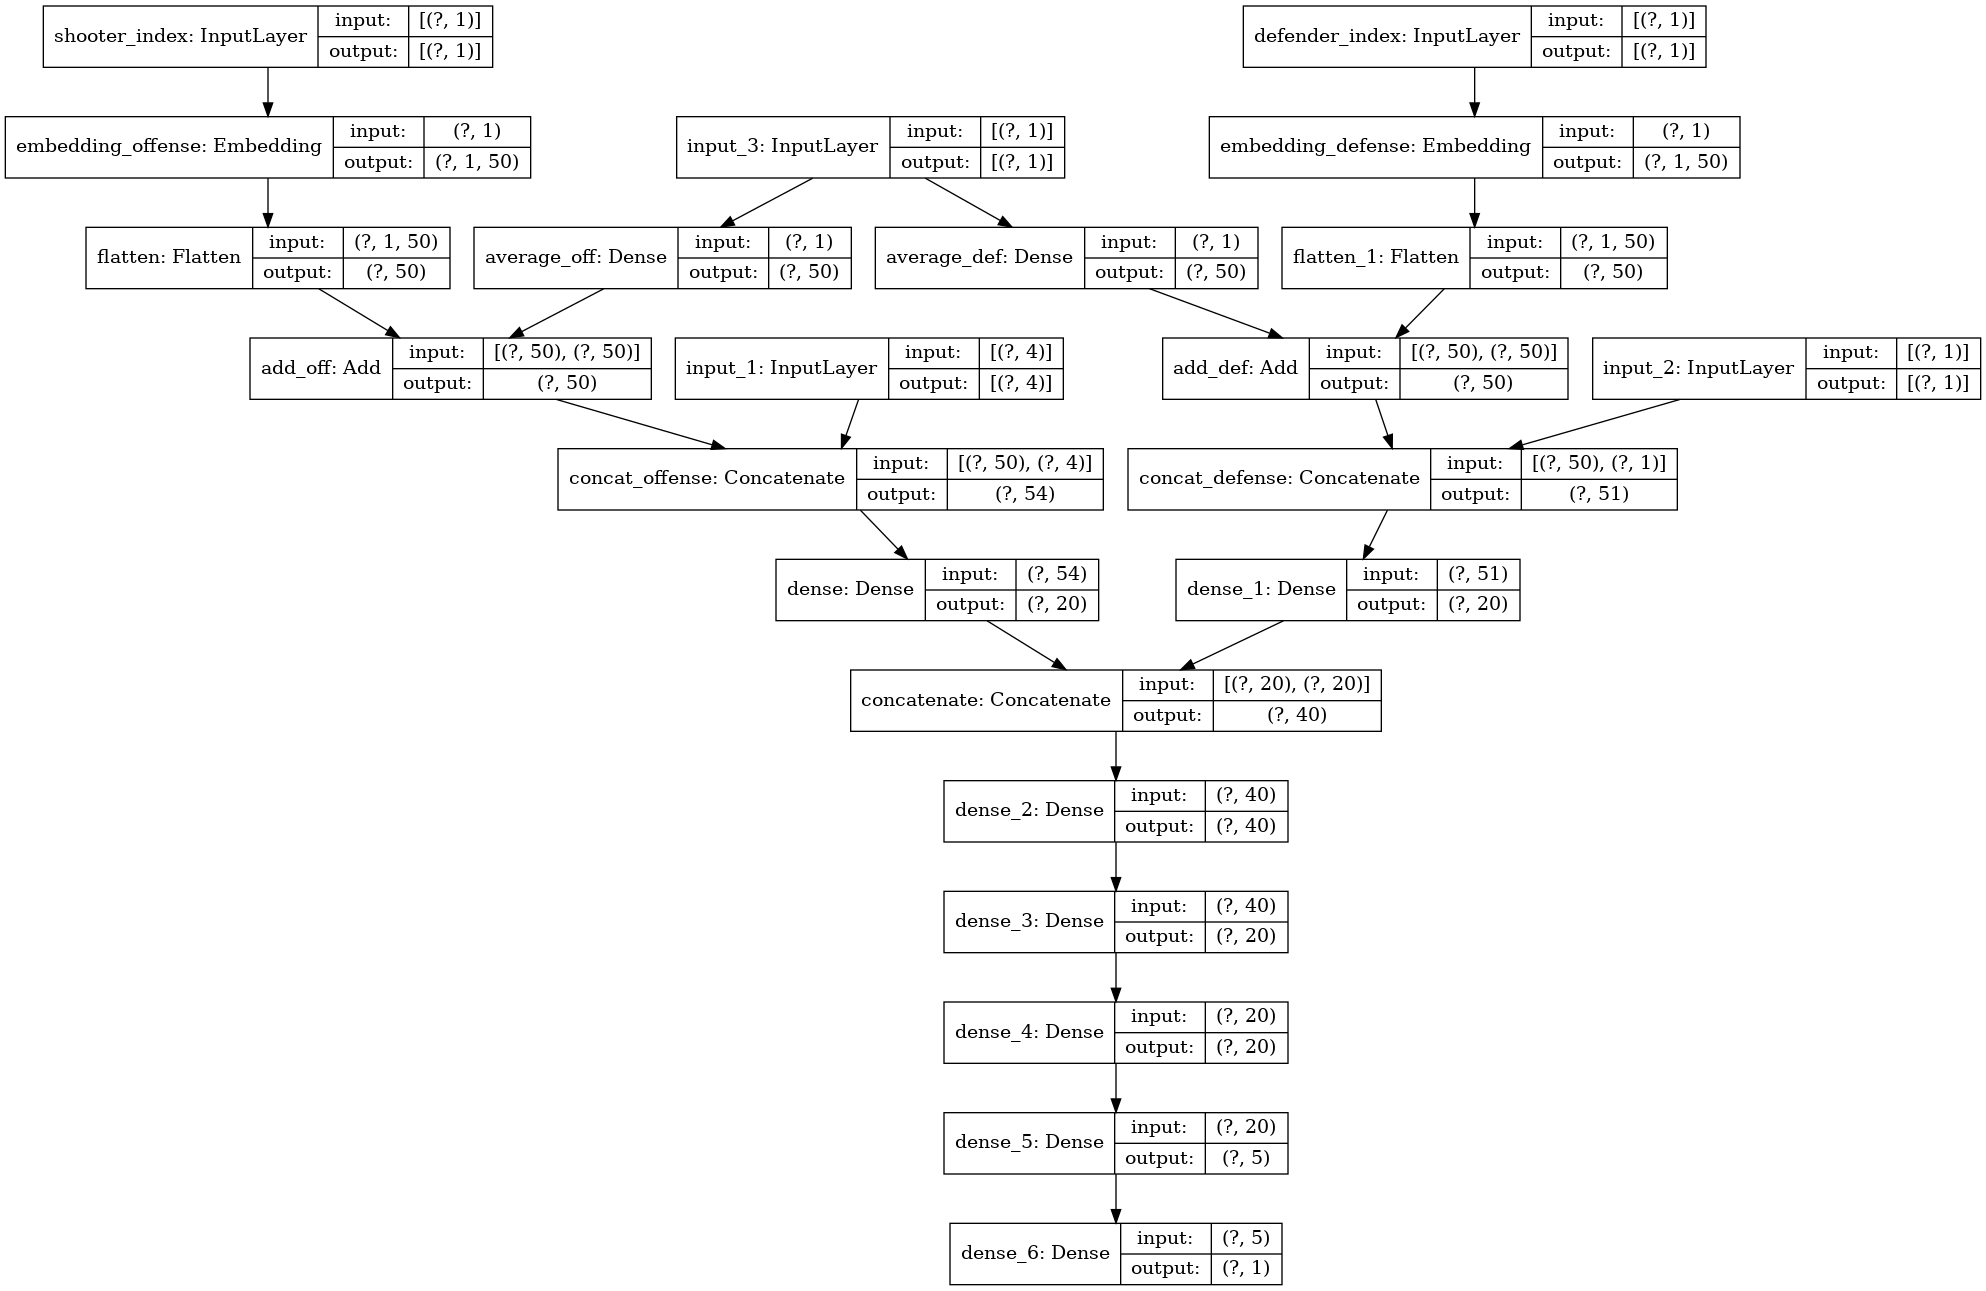 shooter_index: InputLayer
input: [(?, 1)]
output: [(?, 1)]
defender_index: InputLayer
input: [(?, 1)]
output: [(?, 1)]
embedding_offense: Embedding
input: (?, 1)
output: (?, 1, 50)
input_3: InputLayer
input: [(?, 1)]
output: [(?, 1)]
embedding_defense: Embedding
input: (?, 1)
output: (?, 1, 50)
flatten: Flatten
input: (?, 1, 50)
output: (?, 50)
average_off: Dense
input: (?, 1)
output: (?, 50)
average_def: Dense
input: (?, 1)
output: (?, 50)
flatten_1: Flatten
input: (?, 1, 50)
output: (?, 50)
add_off: Add
input: [(?, 50), (?, 50)]
output: (?, 50)
input_1: InputLayer
input: [(?, 4)]
output: [(?, 4)]
add_def: Add
input: [(?, 50), (?, 50)]
output: (?, 50)
input_2: InputLayer
input: [(?, 1)]
output: [(?, 1)]
concat_offense: Concatenate
input: [(?, 50), (?, 4)]
output: (?, 54)
concat_defense: Concatenate
input: [(?, 50), (?, 1)]
output: (?, 51)
dense: Dense
input: (?, 54)
output: (?, 20)
dense_1: Dense
input: (?, 51)
output: (?, 20)
concatenate: Concatenate
input: [(?, 20), (?, 20)]
output: (?, 40)
dense_2: Dense
input: (?, 40)
output: (?, 40)
dense_3: Dense
input: (?, 40)
output: (?, 20)
dense_4: Dense
input: (?, 20)
output: (?, 20)
dense_5: Dense
input: (?, 20)
output: (?, 5)
dense_6: Dense
input: (?, 5)
output: (?, 1)